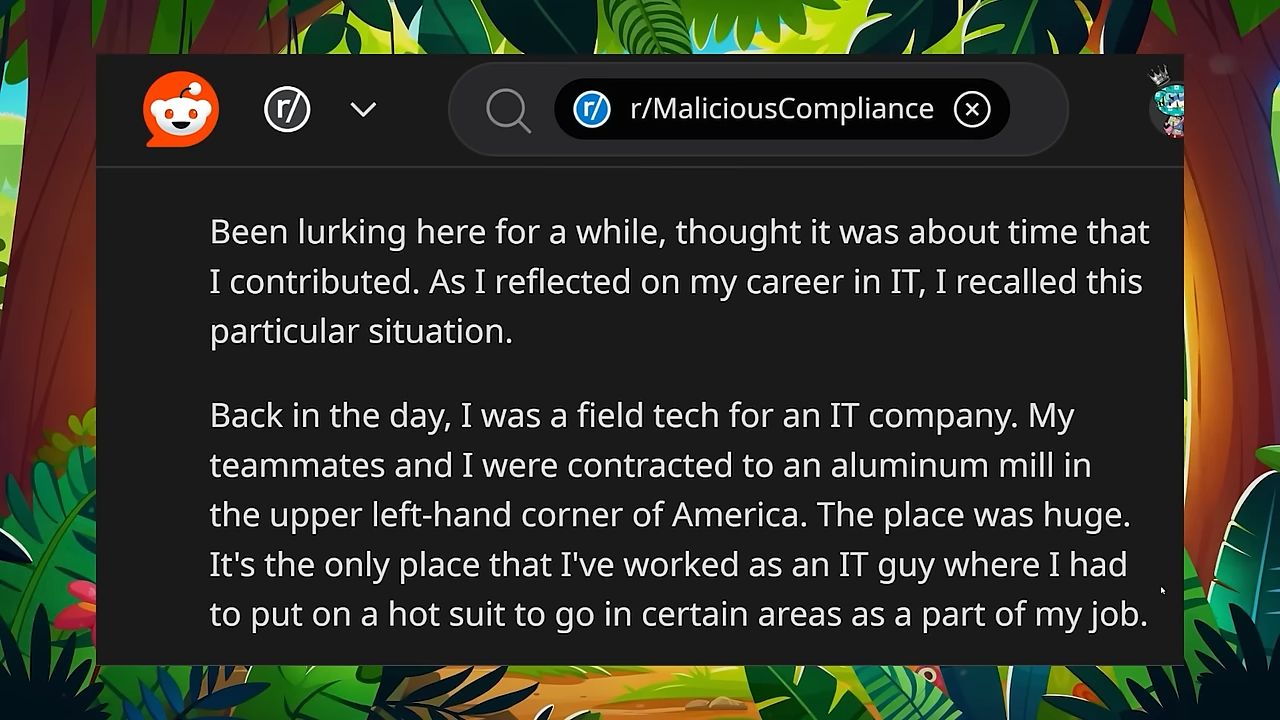 r/ r/ r/MaliciousCompliance
Been lurking here for a while, thought it was about time that
I contributed. As I reflected on my career in IT, I recalled this
particular situation.
Back in the day, I was a field tech for an IT company. My
teammates and I were contracted to an aluminum mill in
the upper left-hand corner of America. The place was huge.
It's the only place that I've worked as an IT guy where I had
to put on a hot suit to go in certain areas as a part of my job.